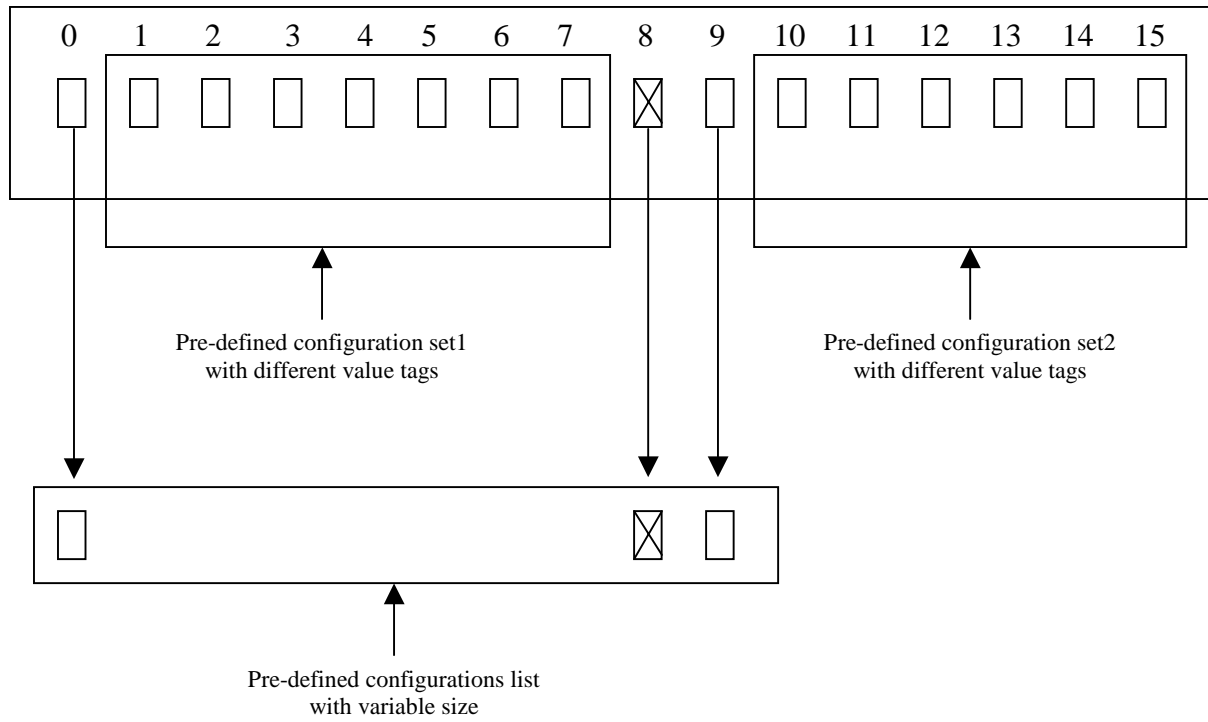 0 1 2 3 4 5 6 7 8 9 10 11 12 13 14 15
Pre-defined configuration set1
with different value tags
Pre-defined configuration set2
with different value tags
Pre-defined configurations list
with variable size